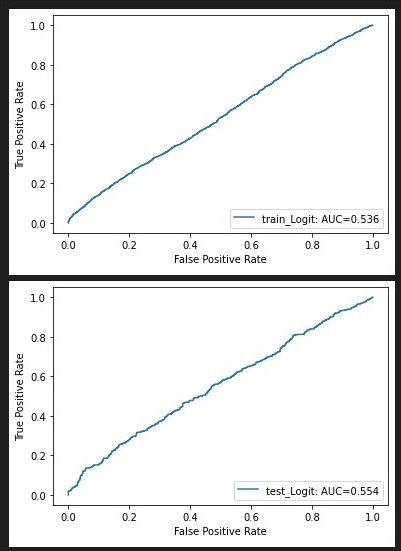 1.0
0.8
0.6
0.4
0.2
0.0
True Positive Rate
train_Logit: AUC=0.536
0.0 0.2 0.4 0.6 0.8 1.0
False Positive Rate
1.0
0.8
0.6
0.4
0.2
0.0
True Positive Rate
test_Logit: AUC=0.554
0.0 0.2 0.4 0.6 0.8 1.0
False Positive Rate